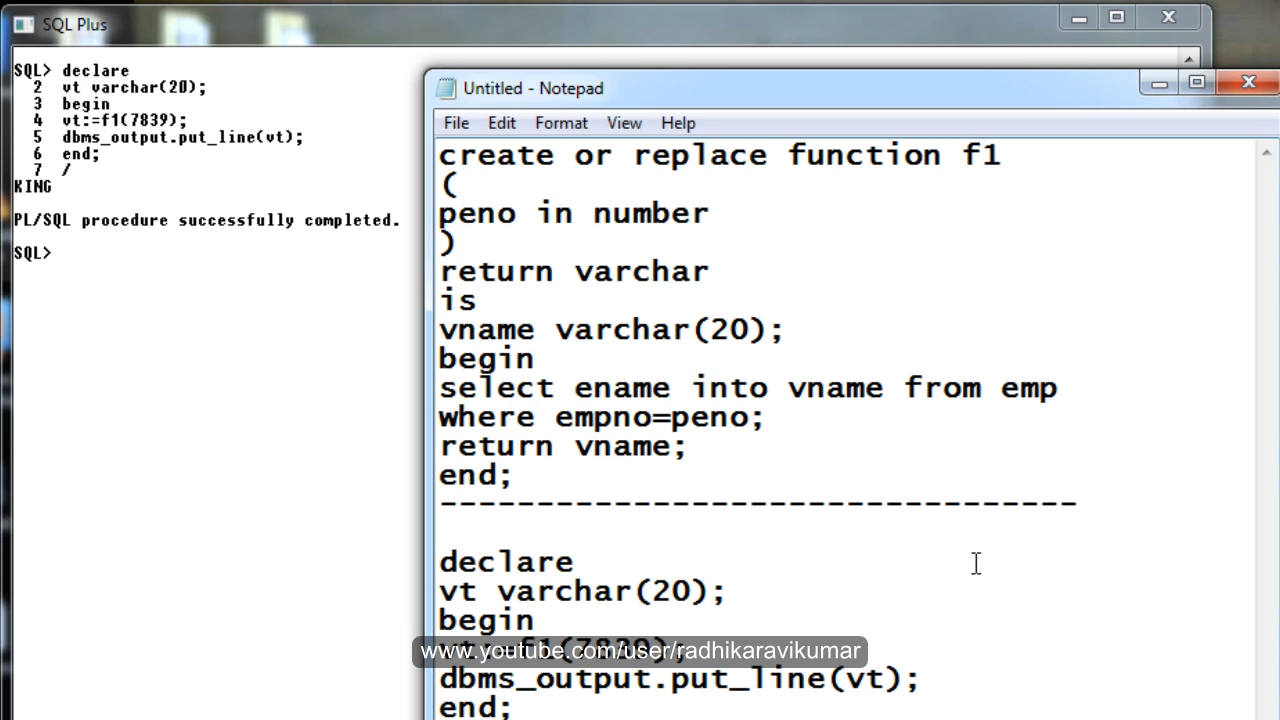 SQL Plus
SQL> declare
2 vt varchar(20);
3 begin
4 vt:=f1(7839);
5 dbms_output.put_line(vt);
6 end;
7 /
KING
PL/SQL procedure successfully completed.
SQL>
Untitled - Notepad
File Edit Format View Help
create or replace function f1
(
peno in number
)
return varchar
is
vname varchar(20);
begin
select ename into vname from emp
where empno=peno;
return vname;
end;
---------------------------------
declare
vt varchar(20);
begin
vt:=f1(7839);
www.youtube.com/user/radhikaravikumar
dbms_output.put_line(vt);
end;